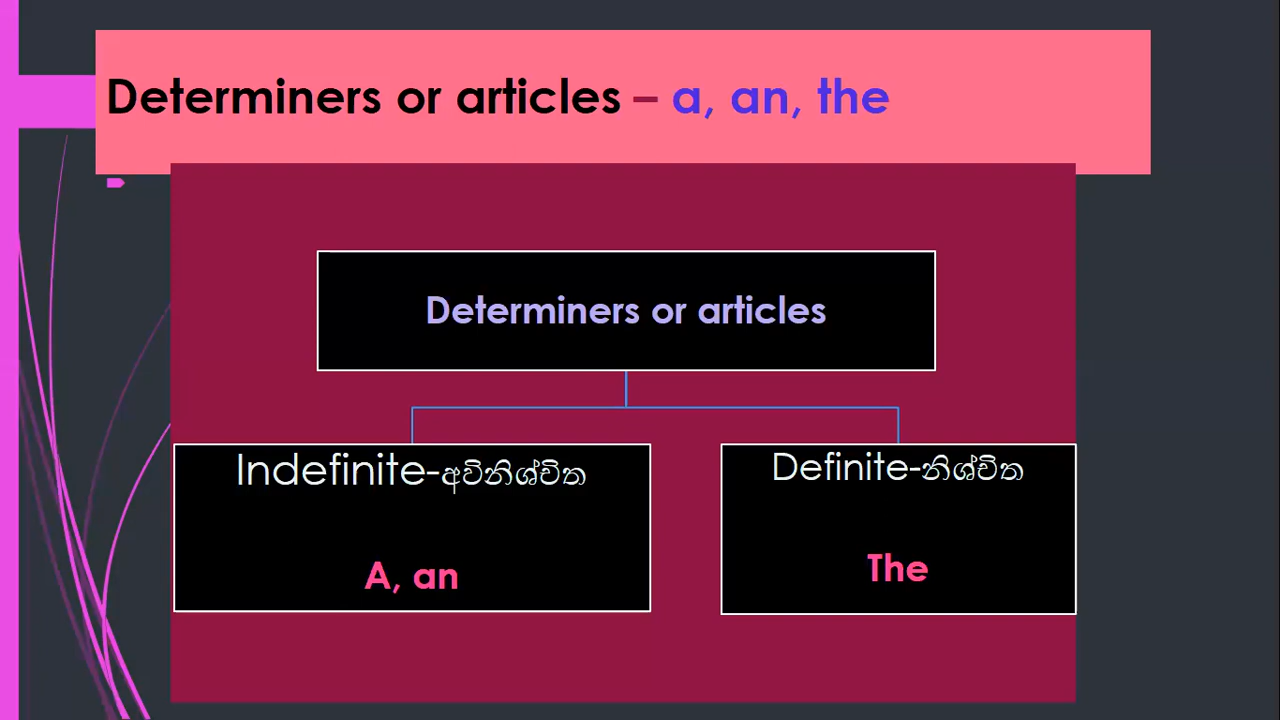 Determiners or articles – a, an, the
Determiners or articles
Indefinite-අවිනිශ්චිත
A, an
Definite-නිශ්චිත
The